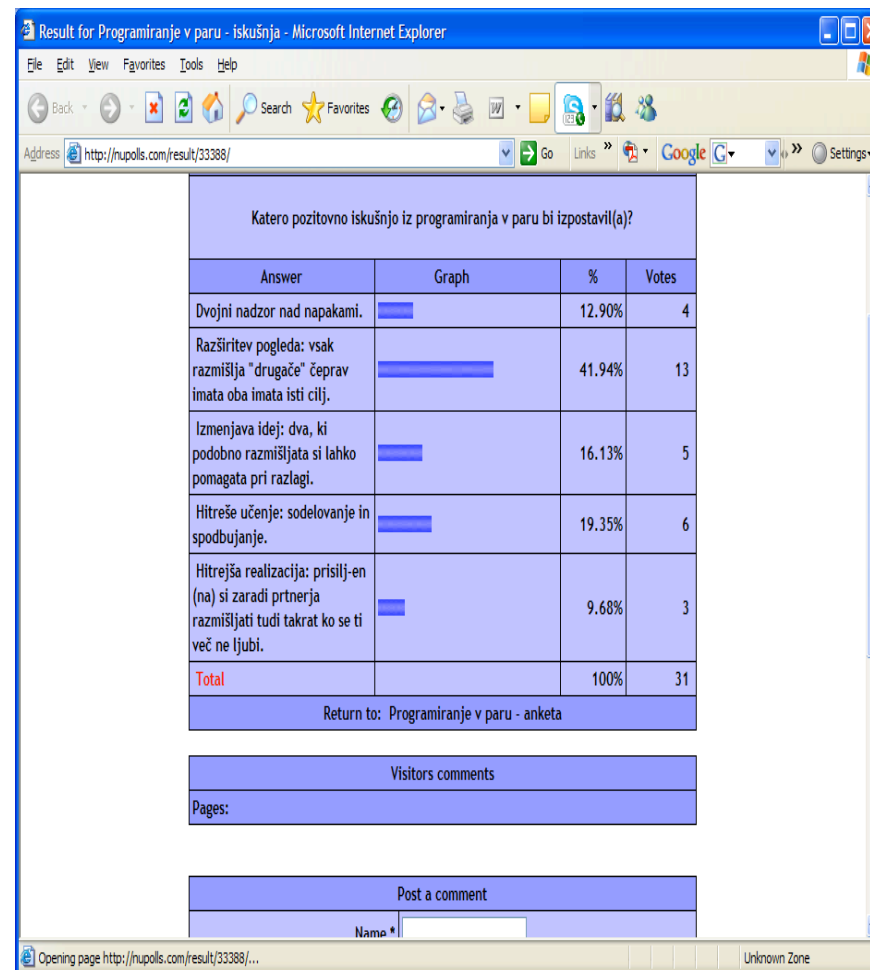 Result for Programiranje v paru - iskušnja - Microsoft Internet Explorer
File Edit View Favorites Tools Help
Back Search Favorites
Address http://nupolls.com/result/33388/ Go Links » Google G » Settings
Katero pozitovno iskušnjo iz programiranja v paru bi izpostavil(a)?
Answer Graph % Votes
Dvojni nadzor nad napakami. 12.90% 4
Razširitev pogleda: vsak
razmišlja "drugače" čeprav
imata oba imata isti cilj.
41.94% 13
Izmenjava idej: dva, ki
podobno razmišljata si lahko
pomagata pri razlagi.
16.13% 5
Hitreše učenje: sodelovanje in
spodbujanje.
19.35% 6
Hitrejša realizacija: prisilj-en
(na) si zaradi prtnerja
razmišljati tudi takrat ko se ti
več ne ljubi.
9.68% 3
Total 100% 31
Return to: Programiranje v paru - anketa
Visitors comments
Pages:
Post a comment
Name *
Opening page http://nupolls.com/result/33388/... Unknown Zone